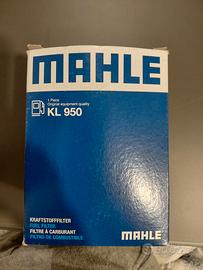 MAHLE
1 Piece
Original equipment quality
KL 950
KRAFTSTOFFFILTER
FUEL FILTER
FILTRE À CARBURANT
FILTRO DE COMBUSTIBLE
MAHLE